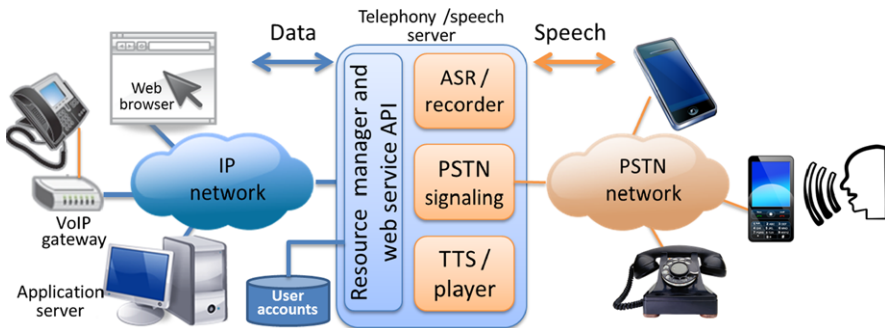 Telephony /speech
server
Data
Speech
Web
browser
IP
network
VoIP
gateway
Application
server
User
accounts
Resource manager and
web service API
ASR /
recorder
PSTN
signaling
TTS /
player
PSTN
network